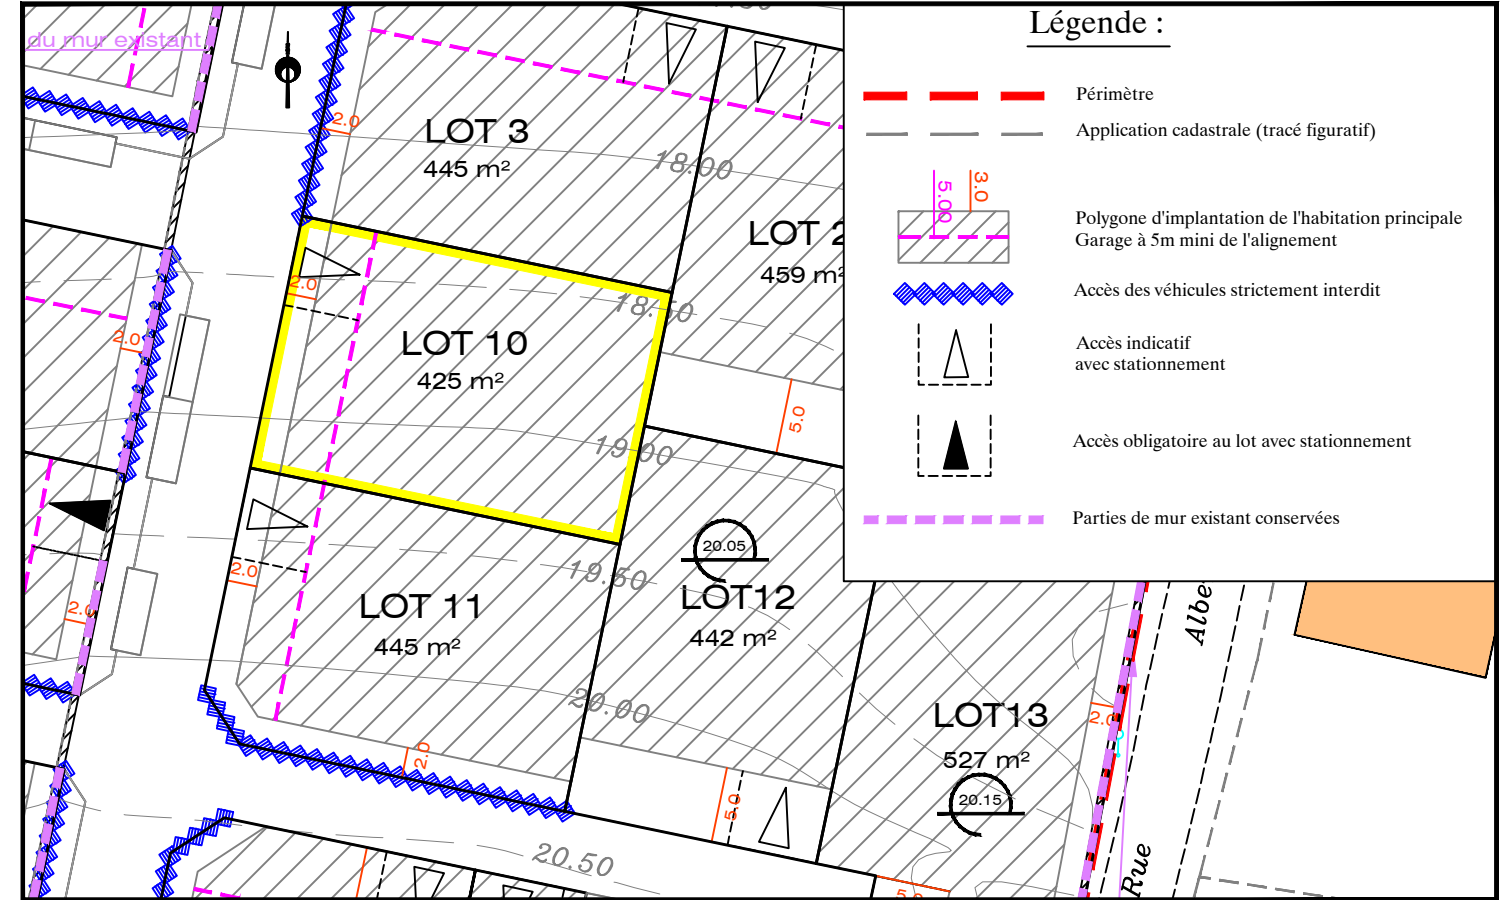 du mur existant
2.0
LOT 3
445 m²
18.00
LOT 2
459 m²
2.0
18.50
LOT 10
425 m²
2.0
5.0
19.00
20.05
19.50
LOT12
442 m²
2.0
LOT 11
445 m²
2.0
20.00
LOT13
527 m²
2.0
20.15
2.0
5.0
20.50
5.0
Albe
Rue
Légende :
Périmètre
Application cadastrale (tracé figuratif)
5.00
3.0
Polygone d'implantation de l'habitation principale
Garage à 5m mini de l'alignement
Accès des véhicules strictement interdit
Accès indicatif
avec stationnement
Accès obligatoire au lot avec stationnement
Parties de mur existant conservées